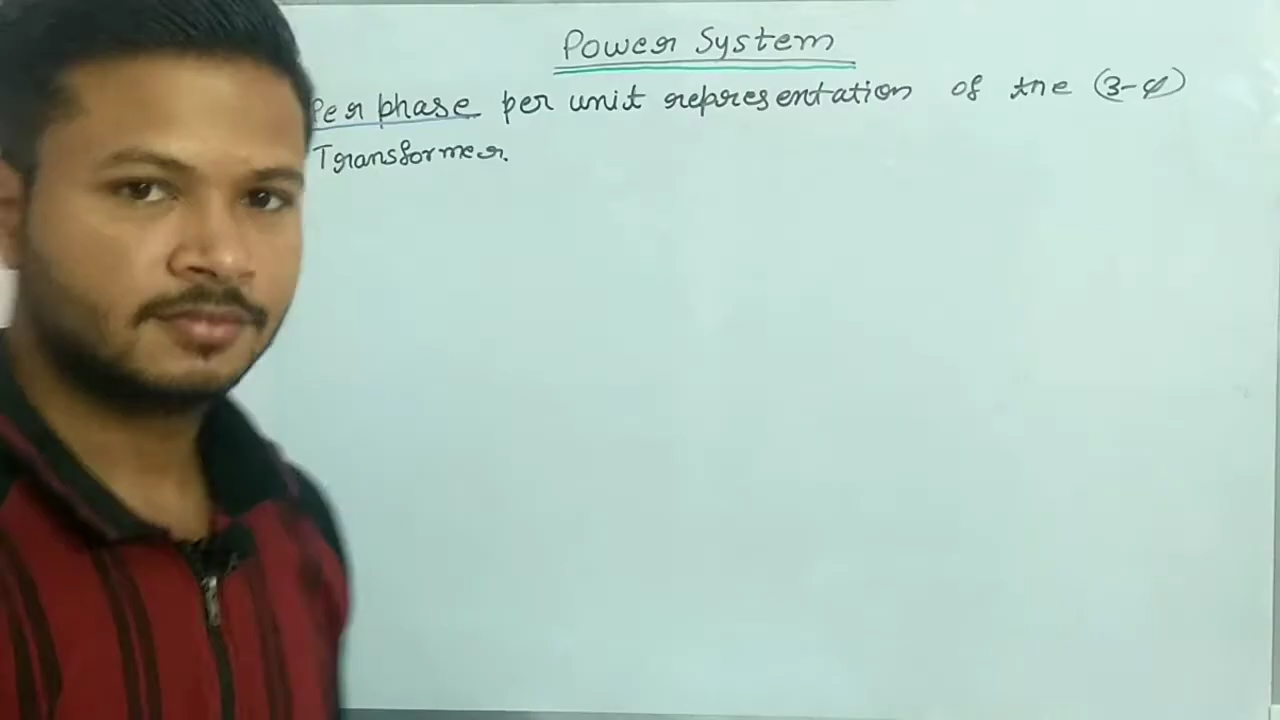 Power System
Per phase per unit representation of the (3-φ)
Transformer.